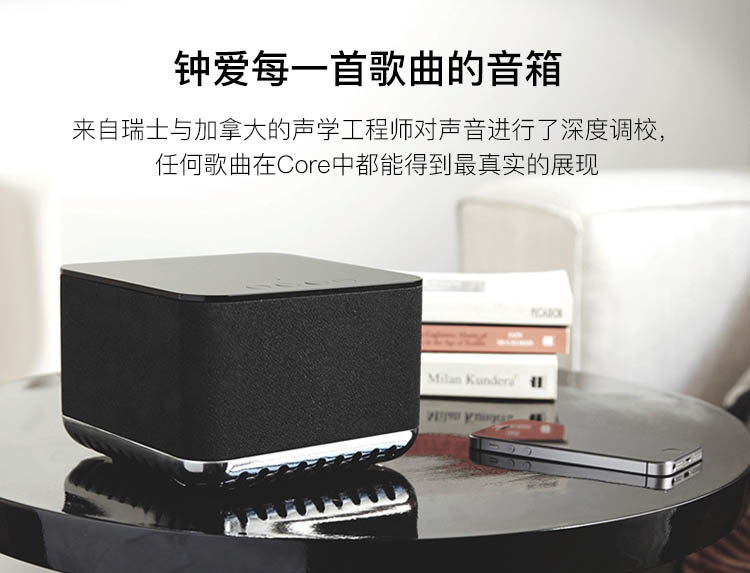 钟爱每一首歌曲的音箱
来自瑞士与加拿大的声学工程师对声音进行了深度调校，
任何歌曲在Core中都能得到最真实的展现
PICADOR
Milan Kundera